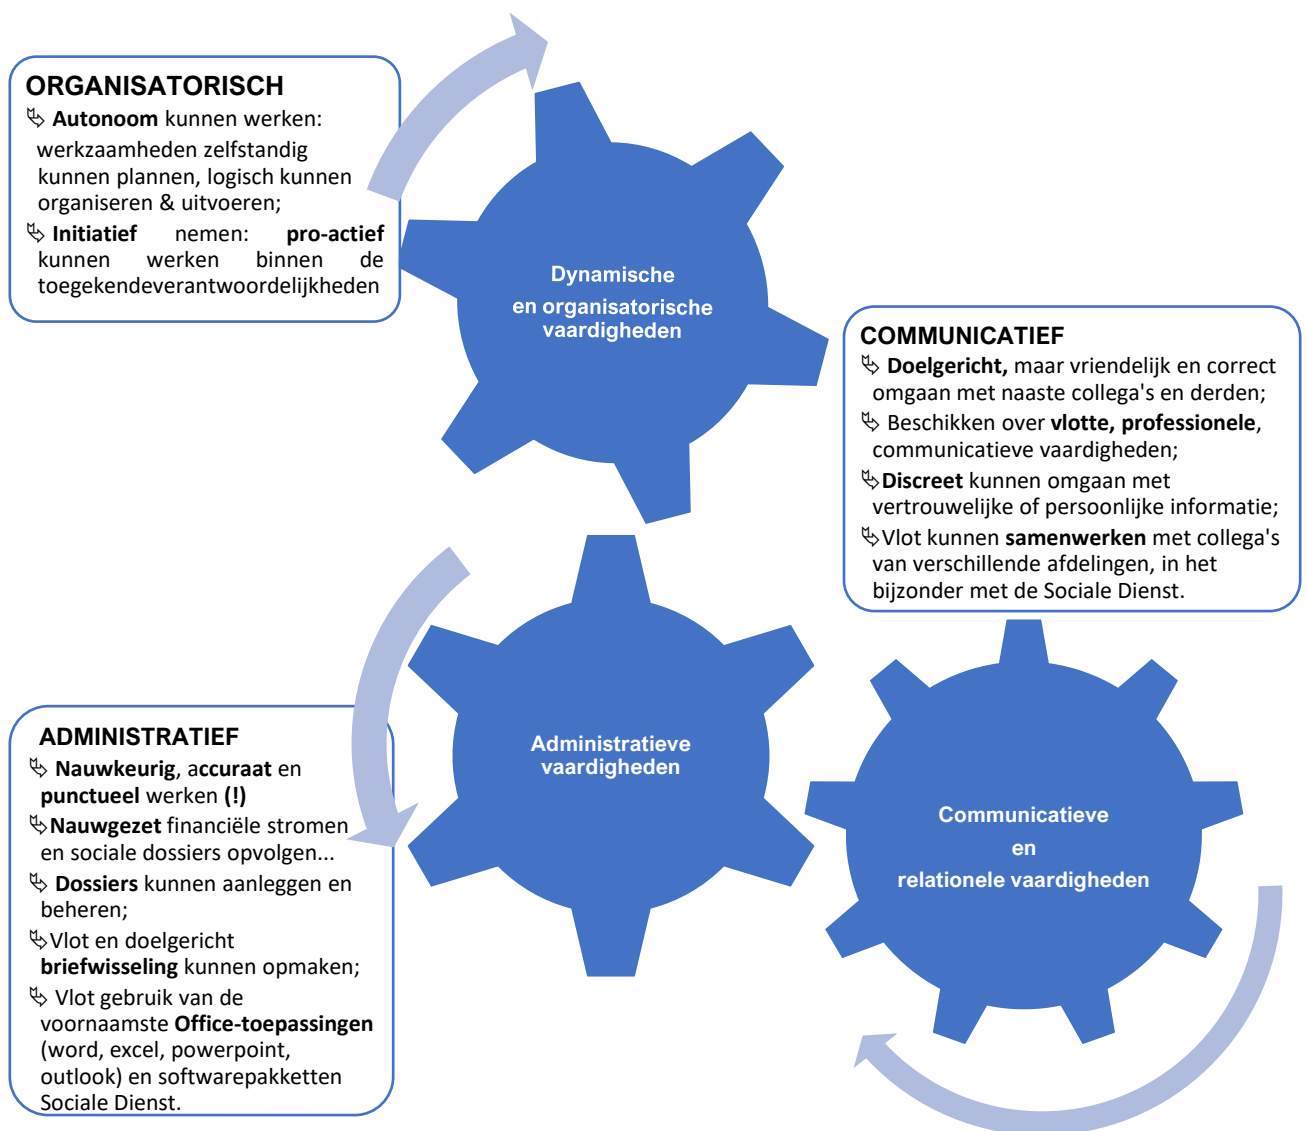 ORGANISATORISCH
Autonoom kunnen werken:
werkzaamheden zelfstandig
kunnen plannen, logisch kunnen
organiseren & uitvoeren;
Initiatief nemen: pro-actief
kunnen werken binnen de
toegekendeverantwoordelijkheden
Dynamische
en organisatorische
vaardigheden
COMMUNICATIEF
Doelgericht, maar vriendelijk en correct
omgaan met naaste collega's en derden;
Beschikken over vlotte, professionele,
communicatieve vaardigheden;
Discreet kunnen omgaan met
vertrouwelijke of persoonlijke informatie;
Vlot kunnen samenwerken met collega's
van verschillende afdelingen, in het
bijzonder met de Sociale Dienst.
ADMINISTRATIEF
Nauwkeurig, accuraat en
punctueel werken (!)
Nauwgezet financiële stromen
en sociale dossiers opvolgen...
Dossiers kunnen aanleggen en
beheren;
Vlot en doelgericht
briefwisseling kunnen opmaken;
Vlot gebruik van de
voornaamste Office-toepassingen
(word, excel, powerpoint,
outlook) en softwarepakketten
Sociale Dienst.
Administratieve
vaardigheden
Communicatieve
en
relationele vaardigheden